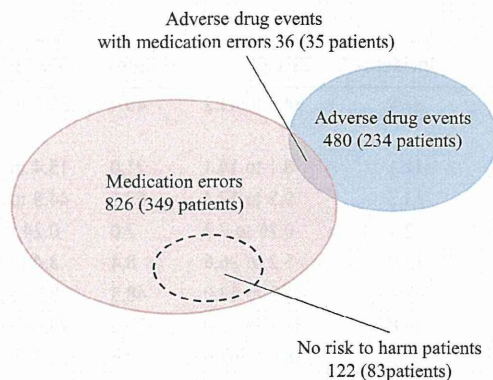 Adverse drug events
with medication errors 36 (35 patients)
Adverse drug events
480 (234 patients)
Medication errors
826 (349 patients)
No risk to harm patients
122 (83patients)